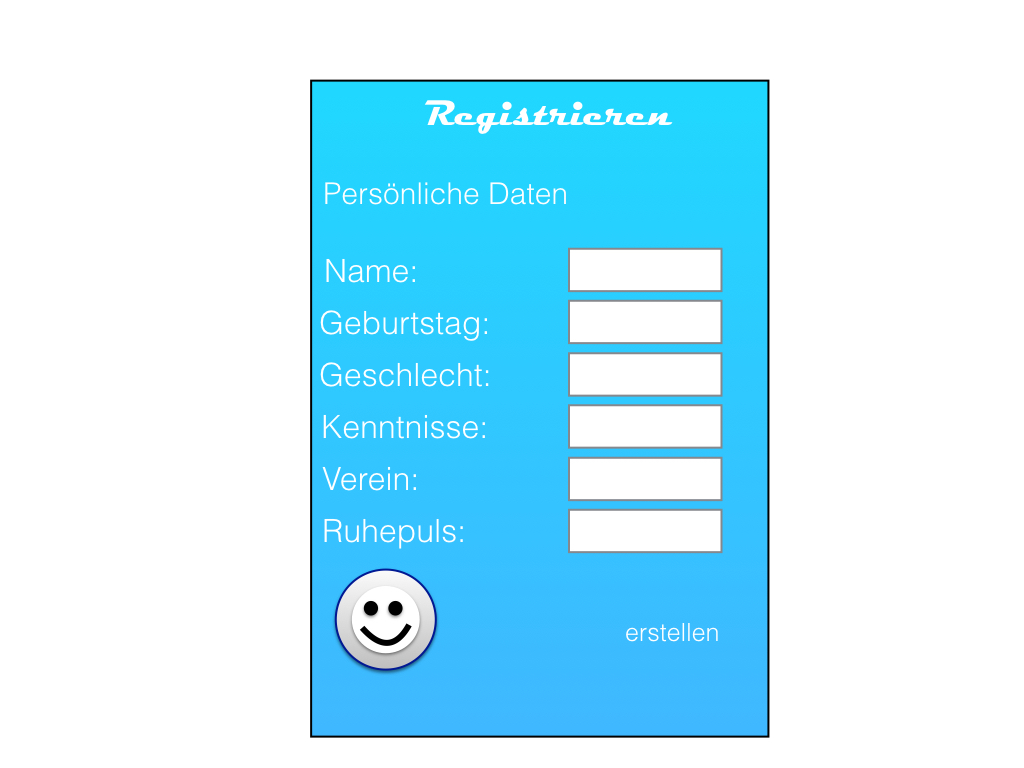 Registrieren
Persönliche Daten
Name:
Geburtstag:
Geschlecht:
Kenntnisse:
Verein:
Ruhepuls:
erstellen